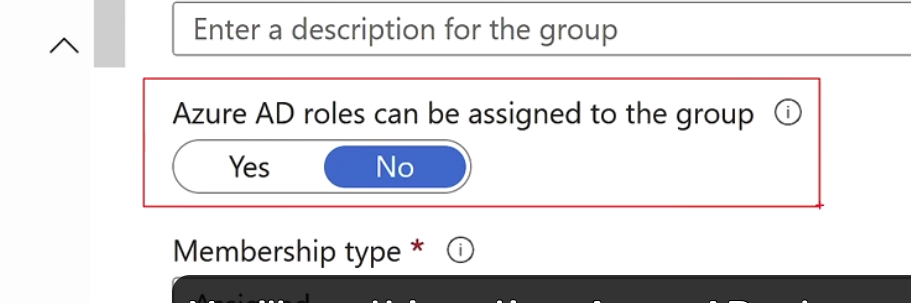 Enter a description for the group
Azure AD roles can be assigned to the group
Yes No
Membership type *